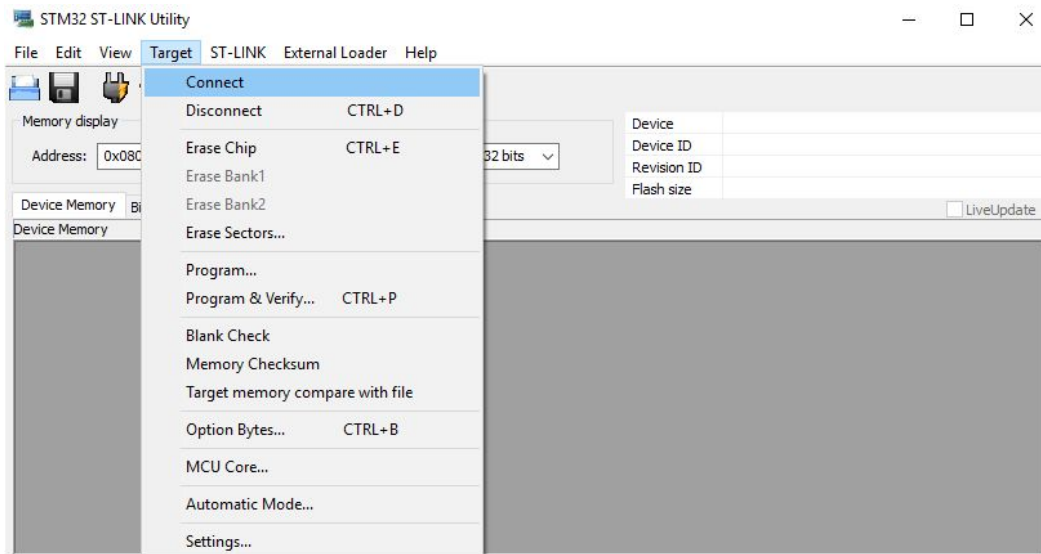 STM32 ST-LINK Utility
File Edit View Target ST-LINK External Loader Help
Connect
Disconnect CTRL+D
Erase Chip CTRL+E
Erase Bank1
Erase Bank2
Erase Sectors...
Program...
Program & Verify... CTRL+P
Blank Check
Memory Checksum
Target memory compare with file
Option Bytes... CTRL+B
MCU Core...
Automatic Mode...
Settings...
Memory display
Address: 0x080
32 bits
Device
Device ID
Revision ID
Flash size
LiveUpdate
Device Memory Bi
Device Memory